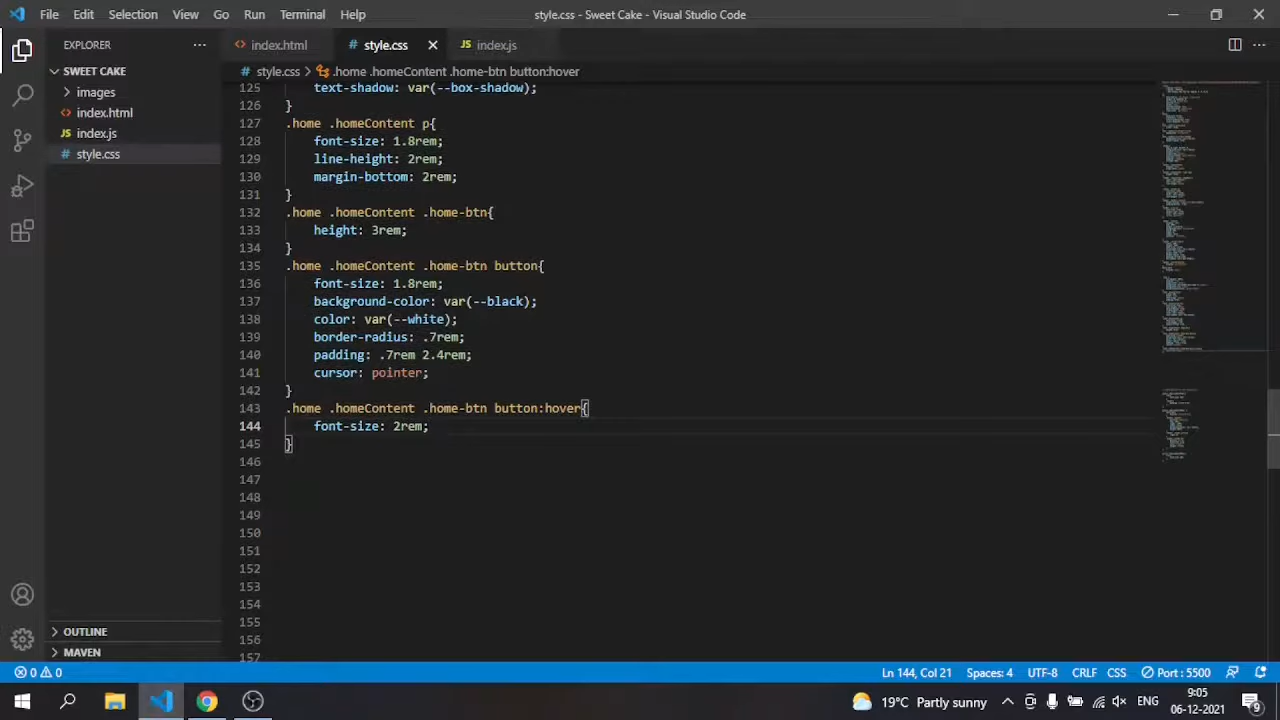 File Edit Selection View Go Run Terminal Help
style.css - Sweet Cake - Visual Studio Code
EXPLORER
index.html
# style.css
JS index.js
SWEET CAKE
# style.css > .home .homeContent .home-btn button:hover
images
index.html
JS index.js
# style.css
125 text-shadow: var(--box-shadow);
126 }
127 .home .homeContent p{
128 font-size: 1.8rem;
129 line-height: 2rem;
130 margin-bottom: 2rem;
131 }
132 .home .homeContent .home-btn{
133 height: 3rem;
134 }
135 .home .homeContent .home-btn button{
136 font-size: 1.8rem;
137 background-color: var(--black);
138 color: var(--white);
139 border-radius: .7rem;
140 padding: .7rem 2.4rem;
141 cursor: pointer;
142 }
143 .home .homeContent .home-btn button:hover{
144 font-size: 2rem;
145 }
146
147
148
149
150
151
152
153
154
155
156
157
OUTLINE
MAVEN
0 0
Ln 144, Col 21 Spaces: 4 UTF-8 CRLF CSS Port : 5500
19°C Partly sunny
ENG
9:05
06-12-2021
9